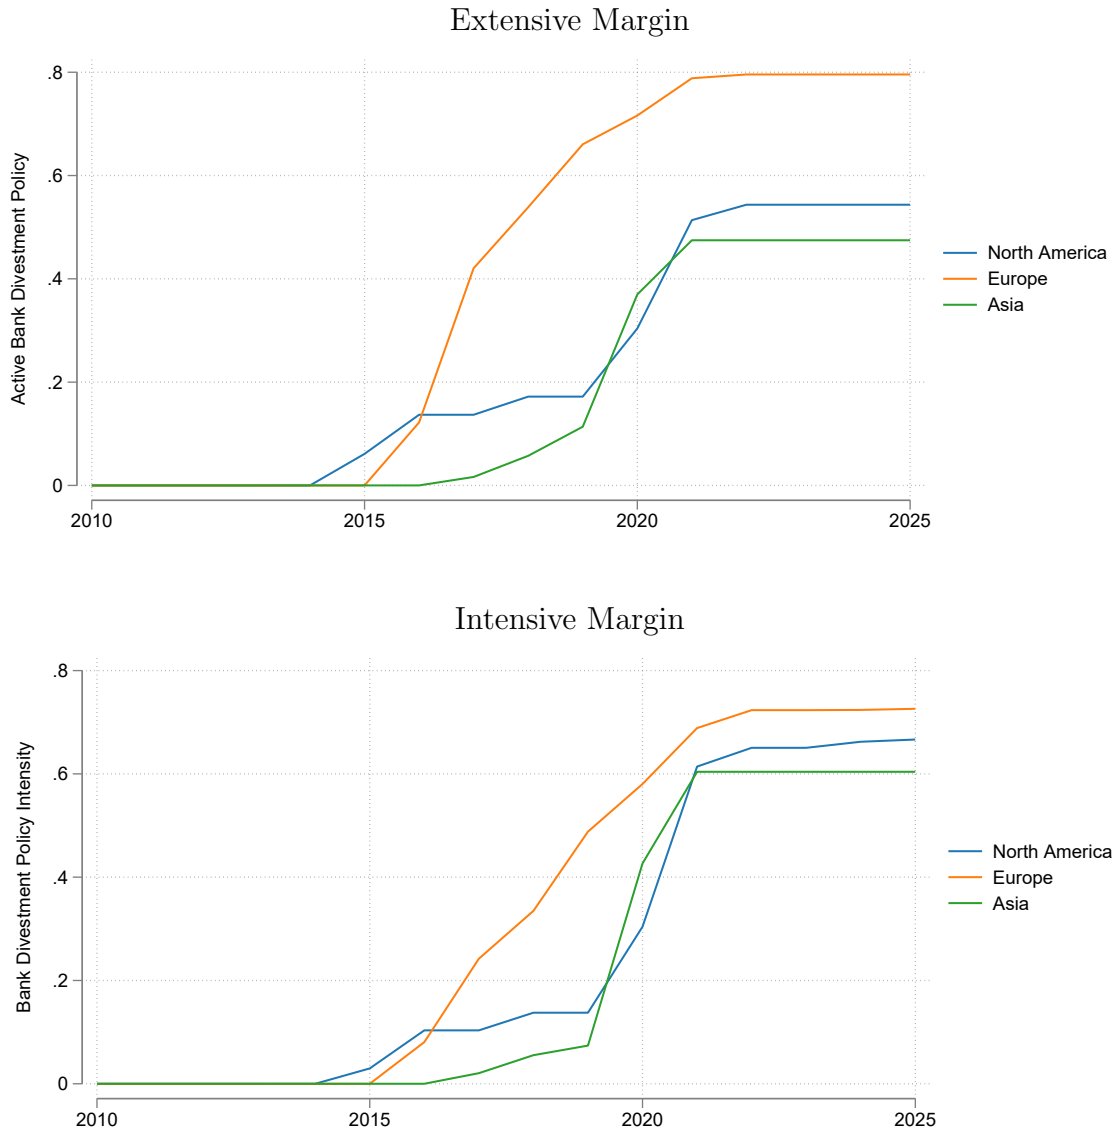 Extensive Margin
Active Bank Divestment Policy
.8
.6
.4
.2
0
2010
2015
2020
2025
North America
Europe
Asia
Intensive Margin
Bank Divestment Policy Intensity
.8
.6
.4
.2
0
2010
2015
2020
2025
North America
Europe
Asia